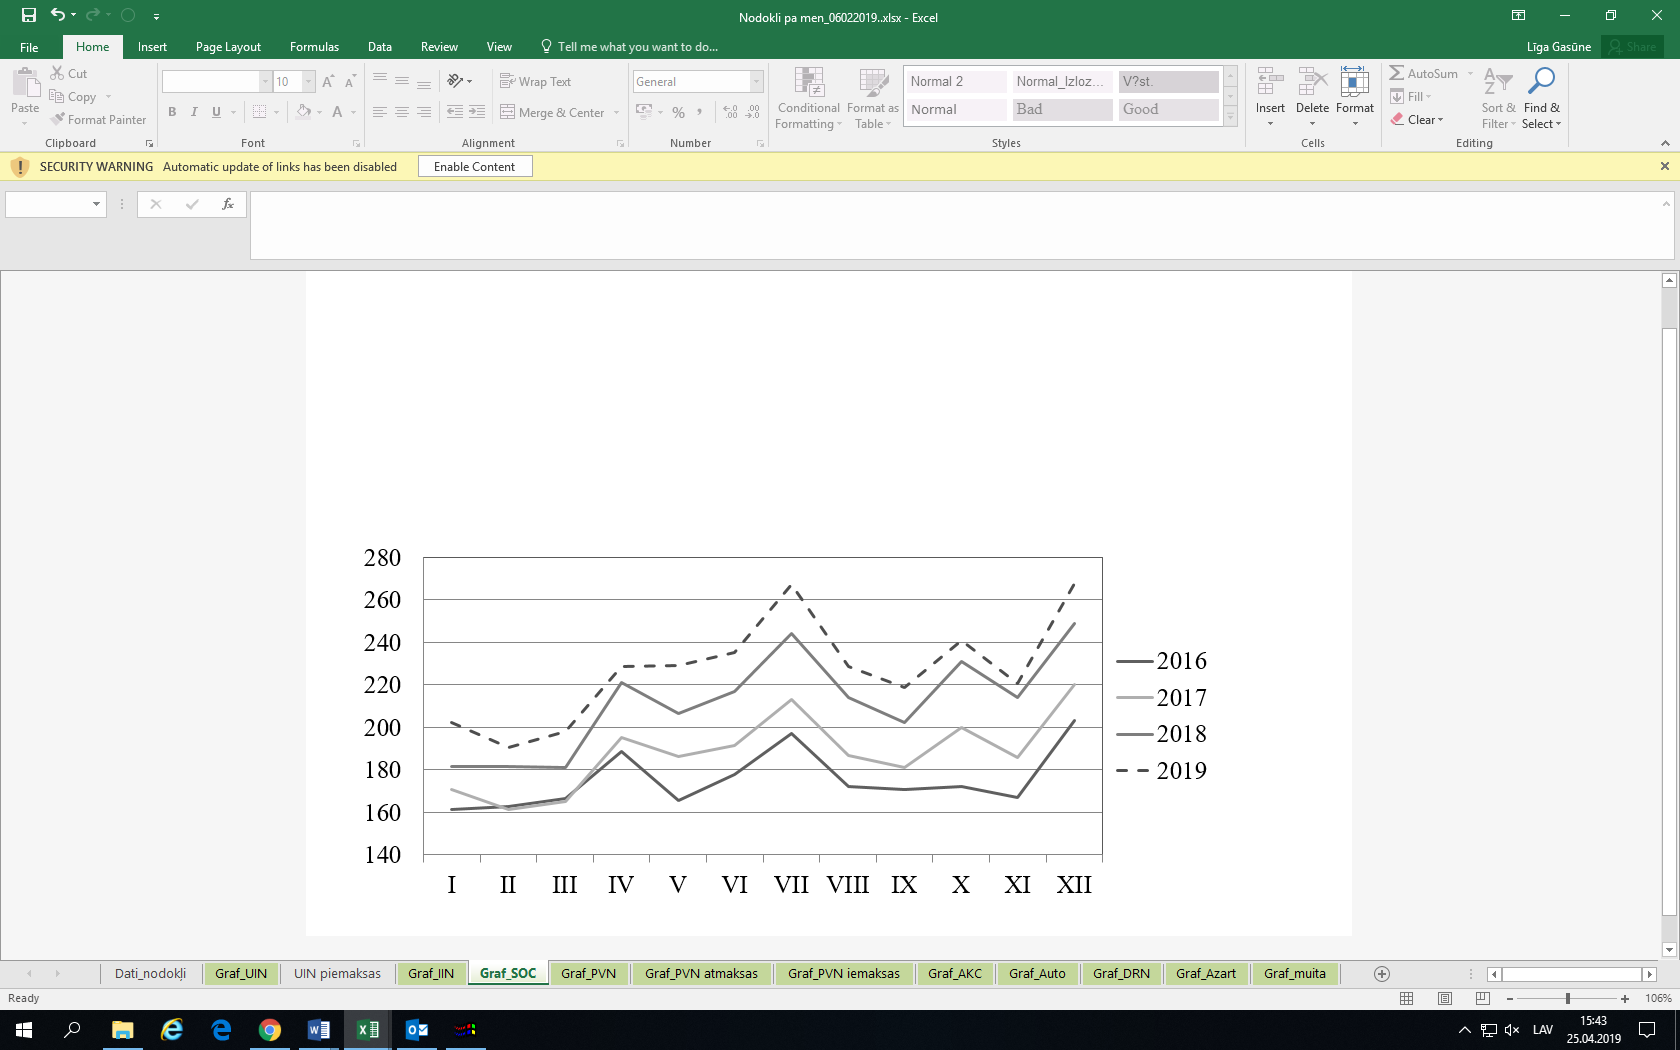 Nodokli pa men_06022019..xlsx - Excel
File Home Insert Page Layout Formulas Data Review View Tell me what you want to do... Līga Gasūne Share
Paste
Cut
Copy
Format Painter
Clipboard
10
B I U A
Font
Wrap Text
Merge & Center
Alignment
General
%
Number
Conditional Formatting
Format as Table
Normal 2 Normal_Izloz... V?st.
Normal Bad Good
Styles
Insert Delete Format
Cells
AutoSum
Fill
Clear
Sort & Filter
Find & Select
Editing
SECURITY WARNING Automatic update of links has been disabled Enable Content
fx
280
260
240
220
200
180
160
140
I II III IV V VI VII VIII IX X XI XII
2016
2017
2018
2019
Dati_nodokļi Graf_UIN UIN piemaksas Graf_IIN Graf_SOC Graf_PVN Graf_PVN atmaksas Graf_PVN iemaksas Graf_AKC Graf_Auto Graf_DRN Graf_Azart Graf_muita
Ready 106%
LAV
15:43
25.04.2019